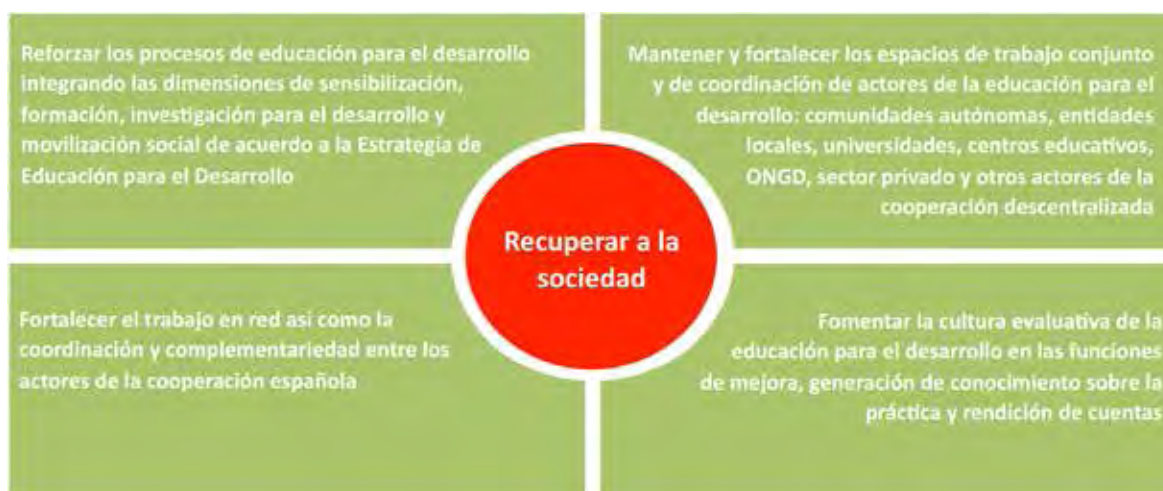 Reforzar los procesos de educación para el desarrollo
integrando las dimensiones de sensibilización,
formación, investigación para el desarrollo y
movilización social de acuerdo a la Estrategia de
Educación para el Desarrollo
Mantener y fortalecer los espacios de trabajo conjunto
y de coordinación de actores de la educación para el
desarrollo: comunidades autónomas, entidades
locales, universidades, centros educativos,
ONGD, sector privado y otros actores de la
cooperación descentralizada
Recuperar a la
sociedad
Fortalecer el trabajo en red así como la
coordinación y complementariedad entre los
actores de la cooperación española
Fomentar la cultura evaluativa de la
educación para el desarrollo en las funciones
de mejora, generación de conocimiento sobre la
práctica y rendición de cuentas